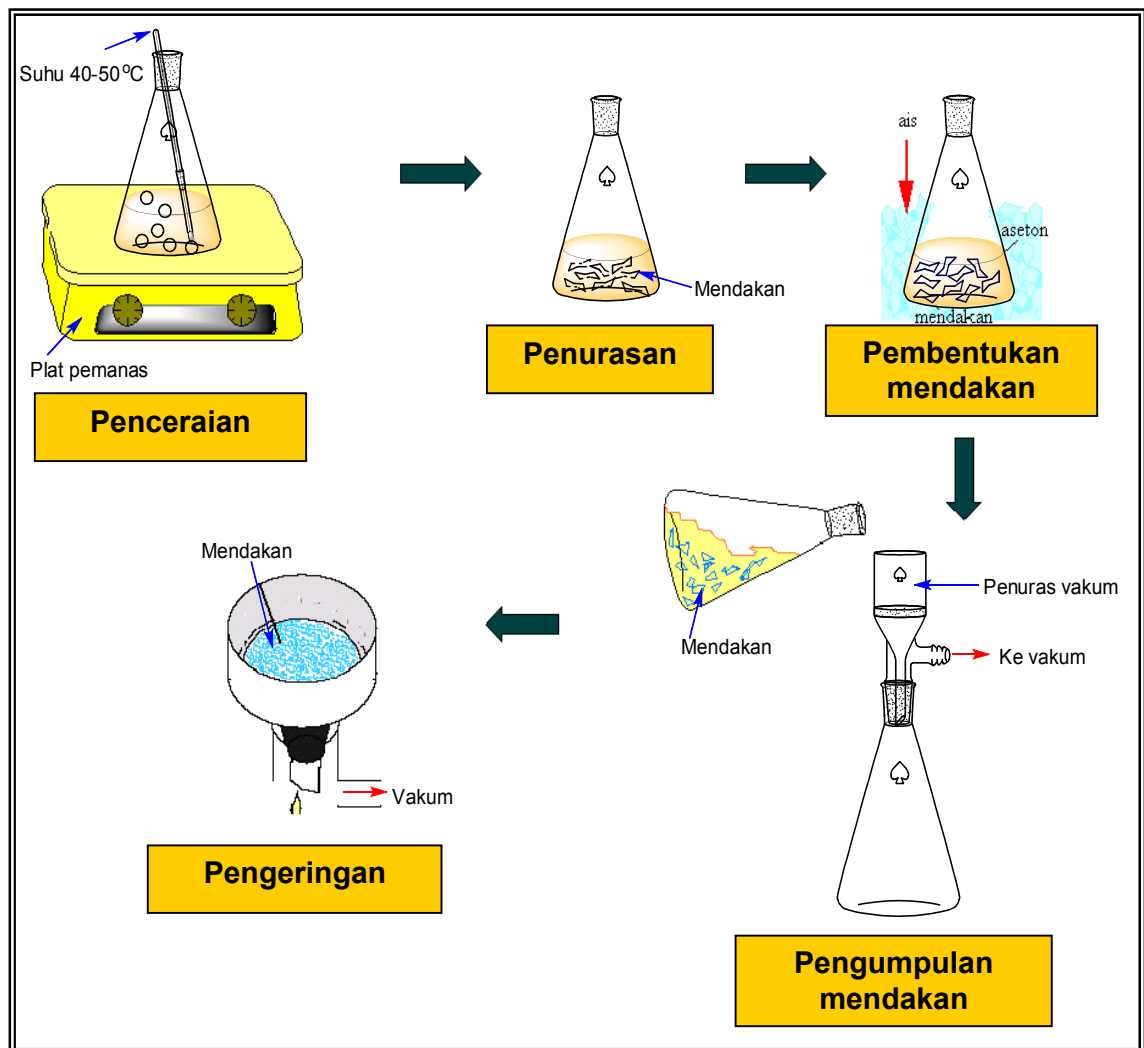 Suhu 40-50°C
Plat pemanas
Penceraian
Mendakan
Penurasan
ais
aseton
mendakan
Pembentukan
mendakan
Mendakan
Penuras vakum
Ke vakum
Pengumpulan
mendakan
Mendakan
Vakum
Pengeringan